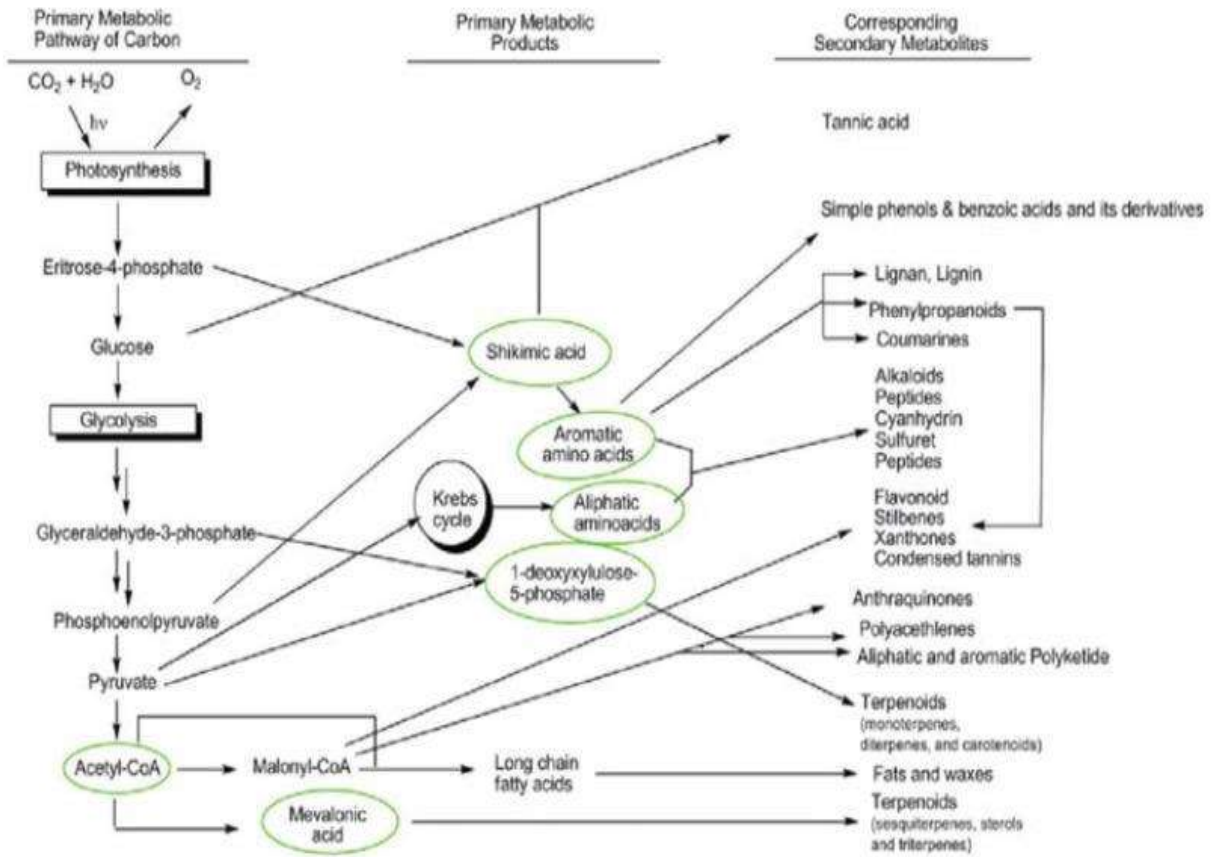 Primary Metabolic
Pathway of Carbon
Primary Metabolic
Products
Corresponding
Secondary Metabolites
CO₂ + H₂O
O₂
hν
Photosynthesis
Eritrose-4-phosphate
Glucose
Glycolysis
Glyceraldehyde-3-phosphate
Phosphoenolpyruvate
Pyruvate
Acetyl-CoA
Malonyl-CoA
Mevalonic
acid
Long chain
fatty acids
Shikimic acid
Aromatic
amino acids
Krebs
cycle
Aliphatic
aminoacids
1-deoxyxylulose-
5-phosphate
Tannic acid
Simple phenols & benzoic acids and its derivatives
Lignan, Lignin
Phenylpropanoids
Coumarines
Alkaloids
Peptides
Cyanhydrin
Sulfuret
Peptides
Flavonoid
Stilbenes
Xanthones
Condensed tannins
Anthraquinones
Polyacethlenes
Aliphatic and aromatic Polyketide
Terpenoids
(monoterpenes,
diterpenes, and carotenoids)
Fats and waxes
Terpenoids
(sesquiterpenes, sterols
and triterpenes)